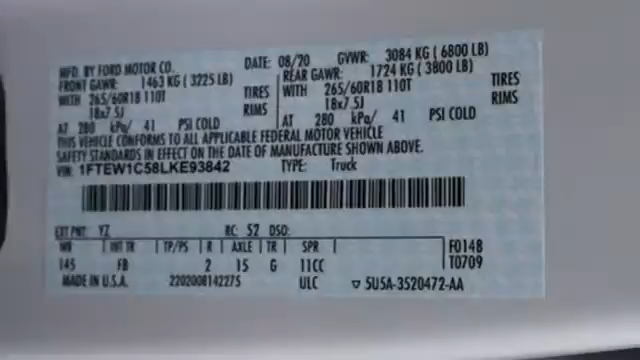 MFD. BY FORD MOTOR CO. DATE: 08/20 GVWR: 3084 KG (6800 LB)
FRONT GAWR: 1463 KG (3225 LB) REAR GAWR: 1724 KG (3800 LB)
WITH 265/60R18 110T TIRES WITH 265/60R18 110T TIRES
18x7.5J RIMS 18x7.5J RIMS
AT 280 kPa/ 41 PSI COLD AT 280 kPa/ 41 PSI COLD
THIS VEHICLE CONFORMS TO ALL APPLICABLE FEDERAL MOTOR VEHICLE
SAFETY STANDARDS IN EFFECT ON THE DATE OF MANUFACTURE SHOWN ABOVE.
VIN: 1FTEW1C58LKE93842 TYPE: Truck
EXT PNT: YZ RC: 52 DSO:
WB INT TR TP/PS R AXLE TR SPR F0148
145 FB 2 15 G 11CC T0709
MADE IN U.S.A. 2202008142275 ULC ▽ 5U5A-3520472-AA